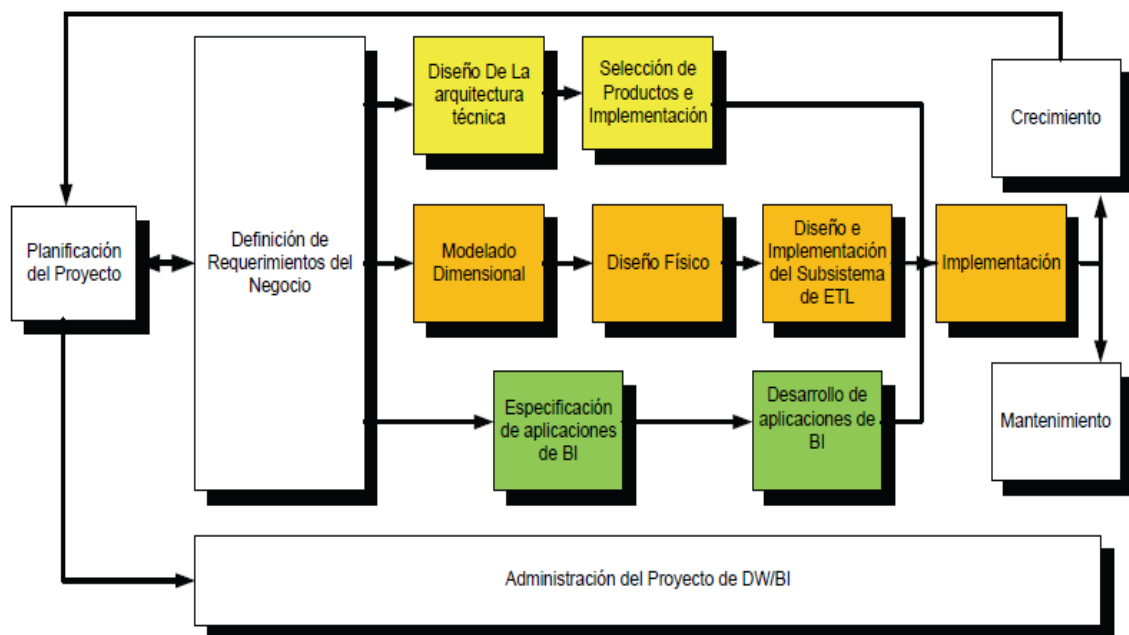 Diseño De La
arquitectura
técnica
Selección de
Productos e
Implementación
Crecimiento
Planificación
del Proyecto
Definición de
Requerimientos del
Negocio
Modelado
Dimensional
Diseño Físico
Diseño e
Implementación
del Subsistema
de ETL
Implementación
Especificación
de aplicaciones
de BI
Desarrollo de
aplicaciones de
BI
Mantenimiento
Administración del Proyecto de DW/BI